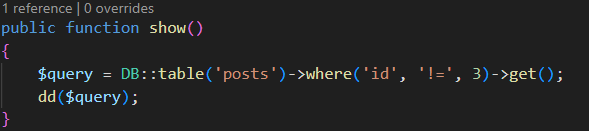 1 reference | 0 overrides
public function show()
{
    $query = DB::table('posts')->where('id', '!=', 3)->get();
    dd($query);
}